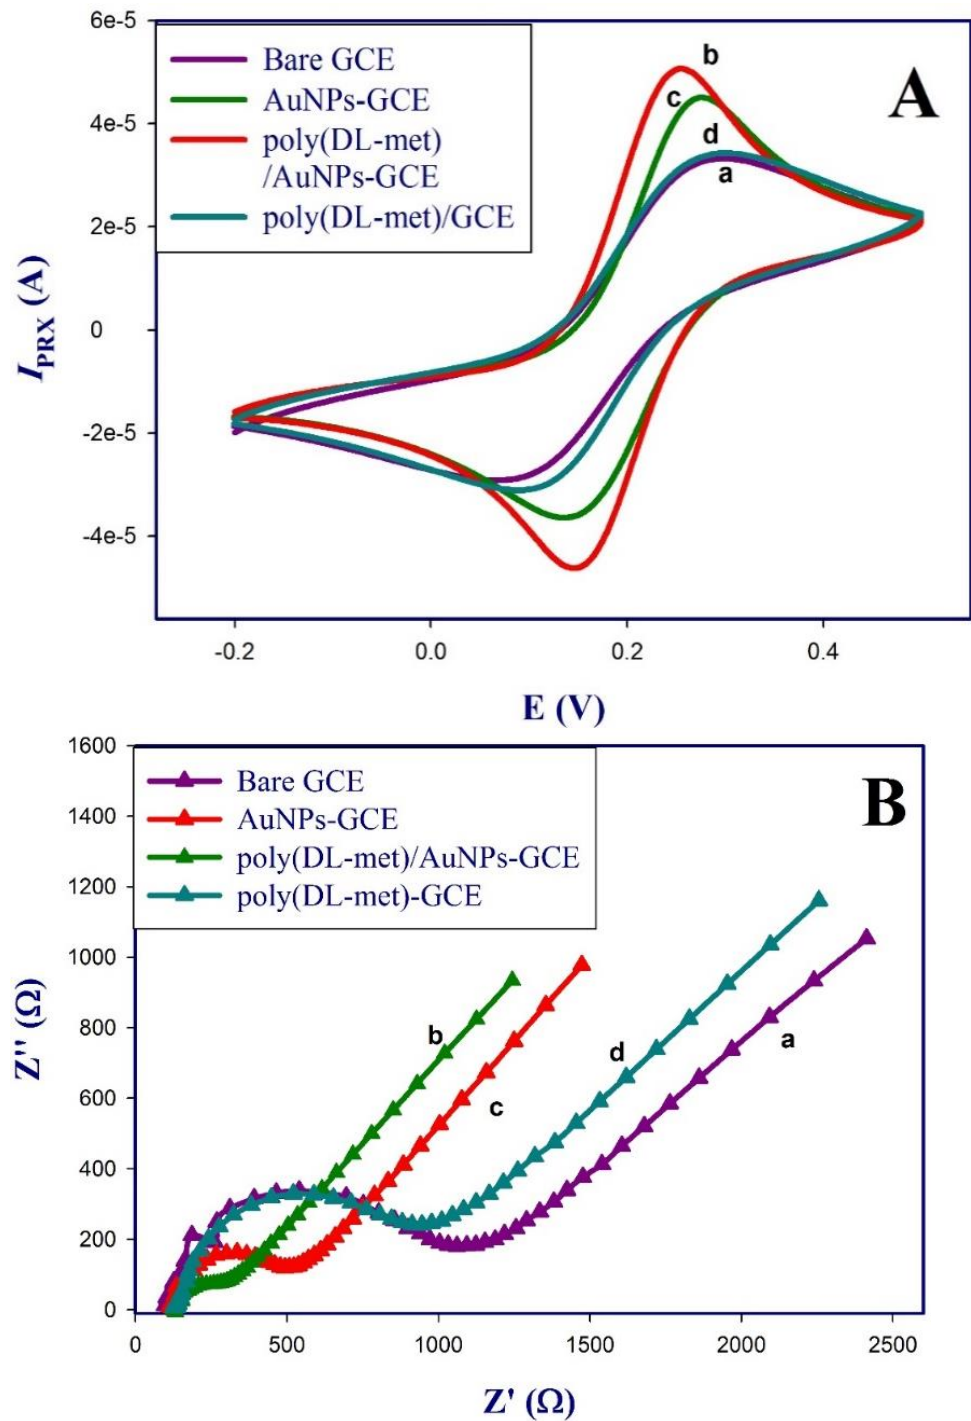 6e-5
4e-5
2e-5
0
-2e-5
-4e-5
I PRX (A)
Bare GCE
AuNPs-GCE
poly(DL-met)
/AuNPs-GCE
poly(DL-met)/GCE
b
c
d
a
A
-0.2 0.0 0.2 0.4
E (V)
1600
1400
1200
1000
800
600
400
200
0
Z'' (Ω)
Bare GCE
AuNPs-GCE
poly(DL-met)/AuNPs-GCE
poly(DL-met)-GCE
B
b
c
d
a
0 500 1000 1500 2000 2500
Z' (Ω)